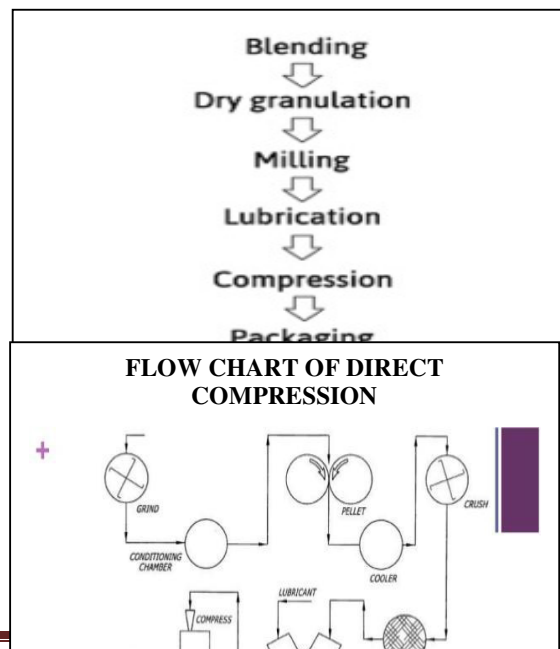 Blending
Dry granulation
Milling
Lubrication
Compression
Packaging
FLOW CHART OF DIRECT
COMPRESSION
GRIND
CONDITIONING
CHAMBER
PELLET
COOLER
CRUSH
LUBRICANT
COMPRESS